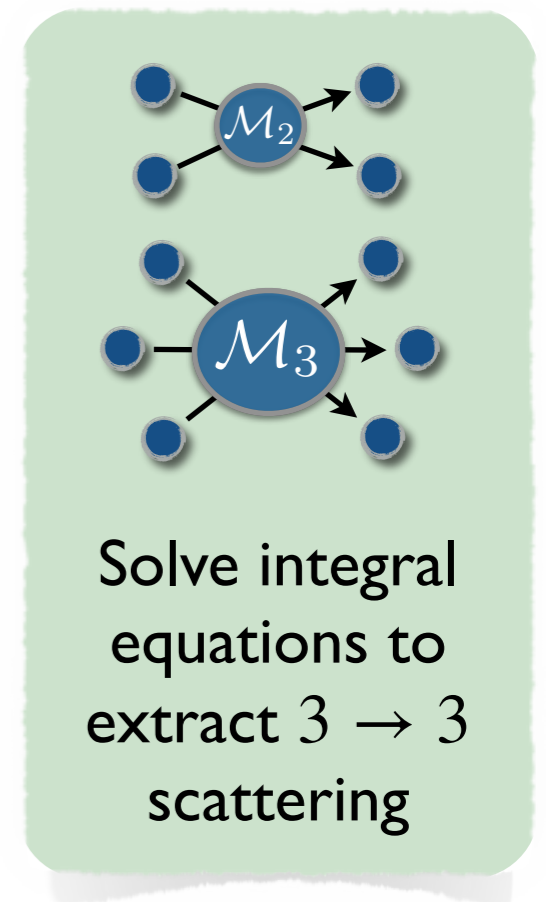 ℳ₂
ℳ₃
Solve integral
equations to
extract 3 → 3
scattering